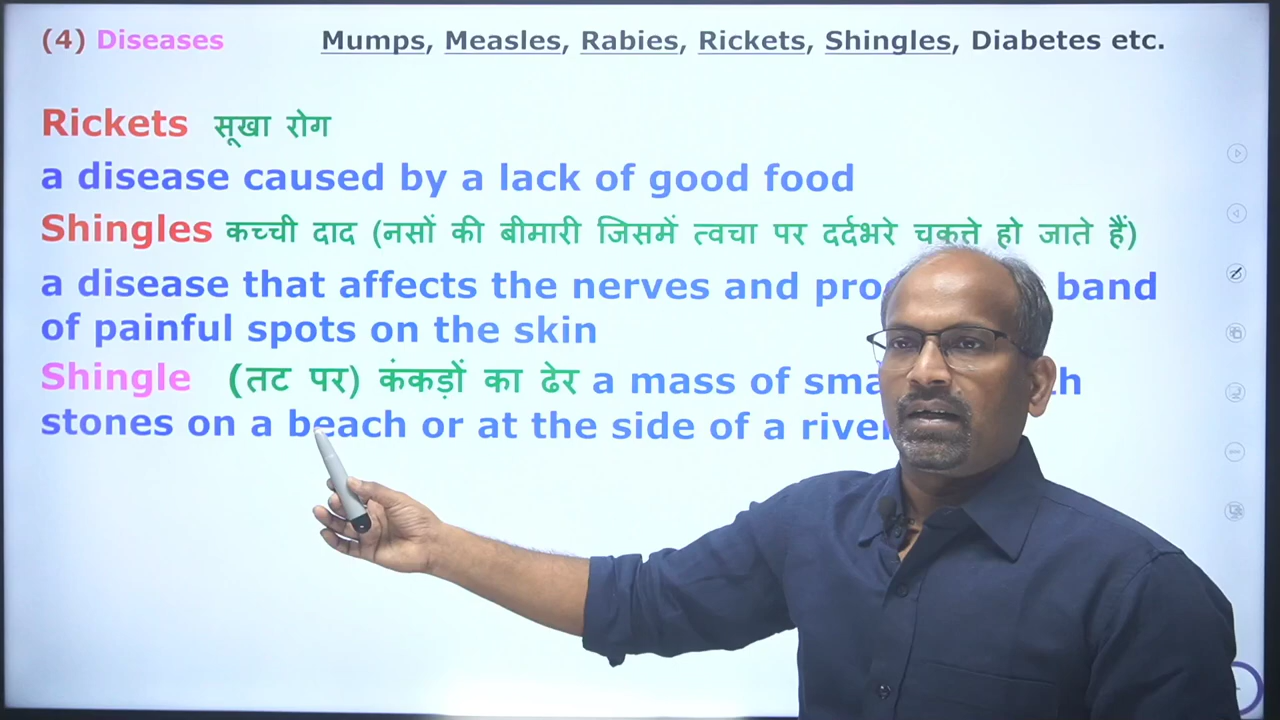 (4) Diseases Mumps, Measles, Rabies, Rickets, Shingles, Diabetes etc.
Rickets सूखा रोग
a disease caused by a lack of good food
Shingles कच्ची दाद (नसों की बीमारी जिसमें त्वचा पर दर्दभरे चकते हो जाते हैं)
a disease that affects the nerves and band
of painful spots on the skin
Shingle (तट पर) कंकड़ों का ढेर a mass of
stones on a beach or at the side of a river